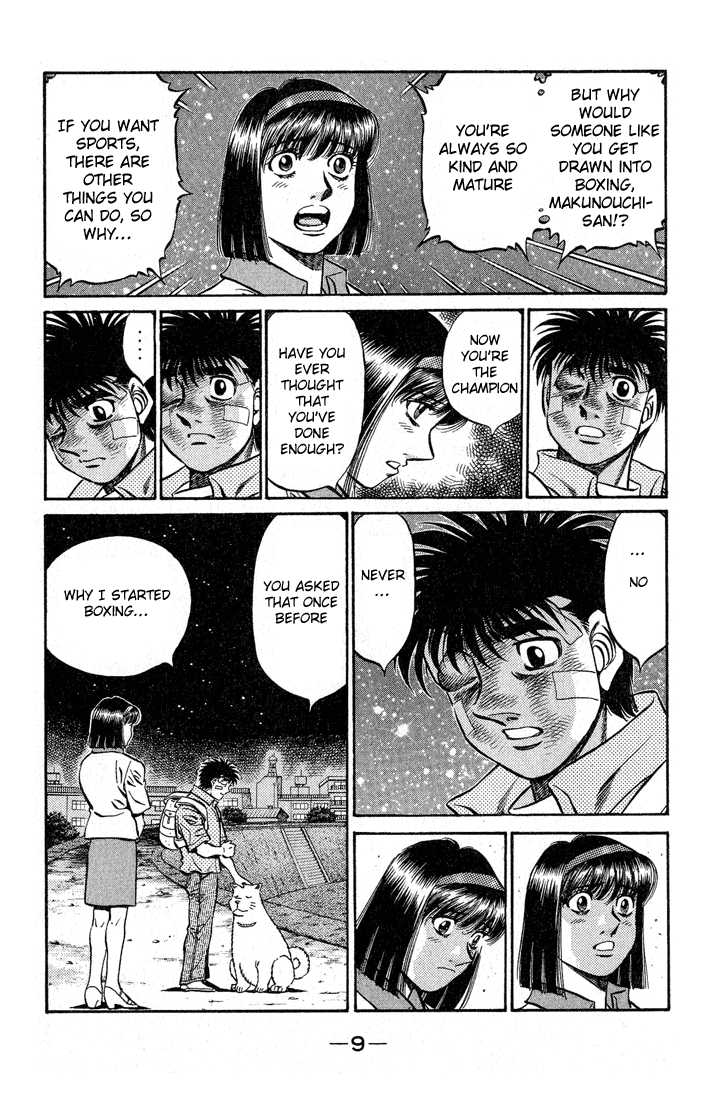 BUT WHY
WOULD
SOMEONE LIKE
YOU GET
DRAWN INTO
BOXING,
MAKUNOUCHI-
SAN!?
YOU'RE
ALWAYS SO
KIND AND
MATURE
IF YOU WANT
SPORTS,
THERE ARE
OTHER
THINGS YOU
CAN DO, SO
WHY...
NOW
YOU'RE
THE
CHAMPION
HAVE YOU
EVER
THOUGHT
THAT
YOU'VE
DONE
ENOUGH?
...
...
NO
NEVER
...
YOU ASKED
THAT ONCE
BEFORE
WHY I STARTED
BOXING...
—9—